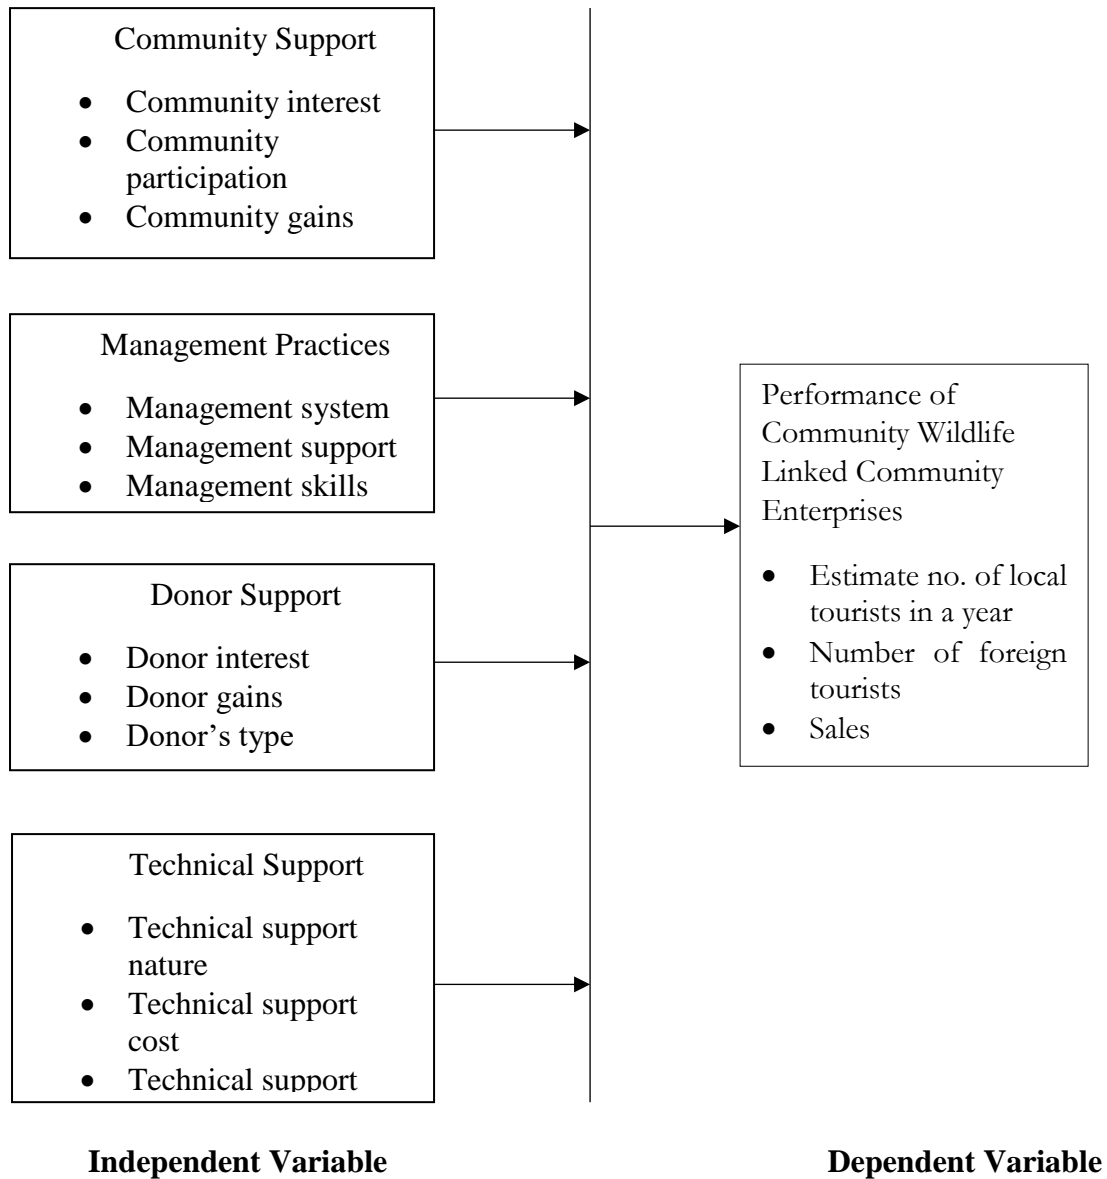 Community Support
• Community interest
• Community
participation
• Community gains
Management Practices
• Management system
• Management support
• Management skills
Donor Support
• Donor interest
• Donor gains
• Donor’s type
Technical Support
• Technical support
nature
• Technical support
cost
• Technical support
Performance of
Community Wildlife
Linked Community
Enterprises
• Estimate no. of local
tourists in a year
• Number of foreign
tourists
• Sales
Independent Variable
Dependent Variable